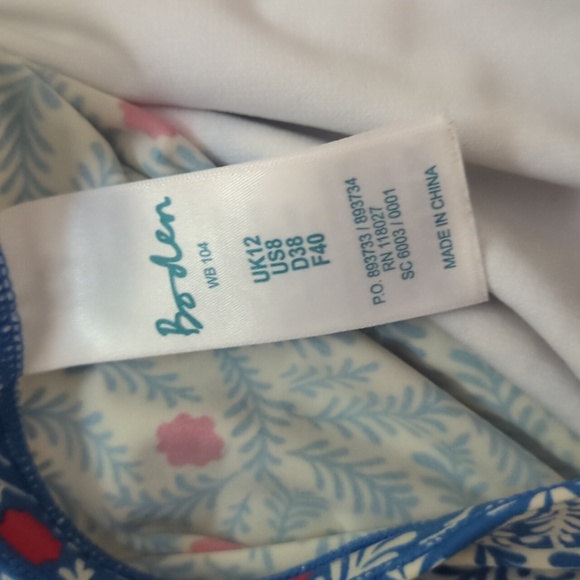 Boden
WB 104
UK12
US8
D38
F40
P.O. 893733 / 893734
RN 118027
SC 6003 / 0001
MADE IN CHINA